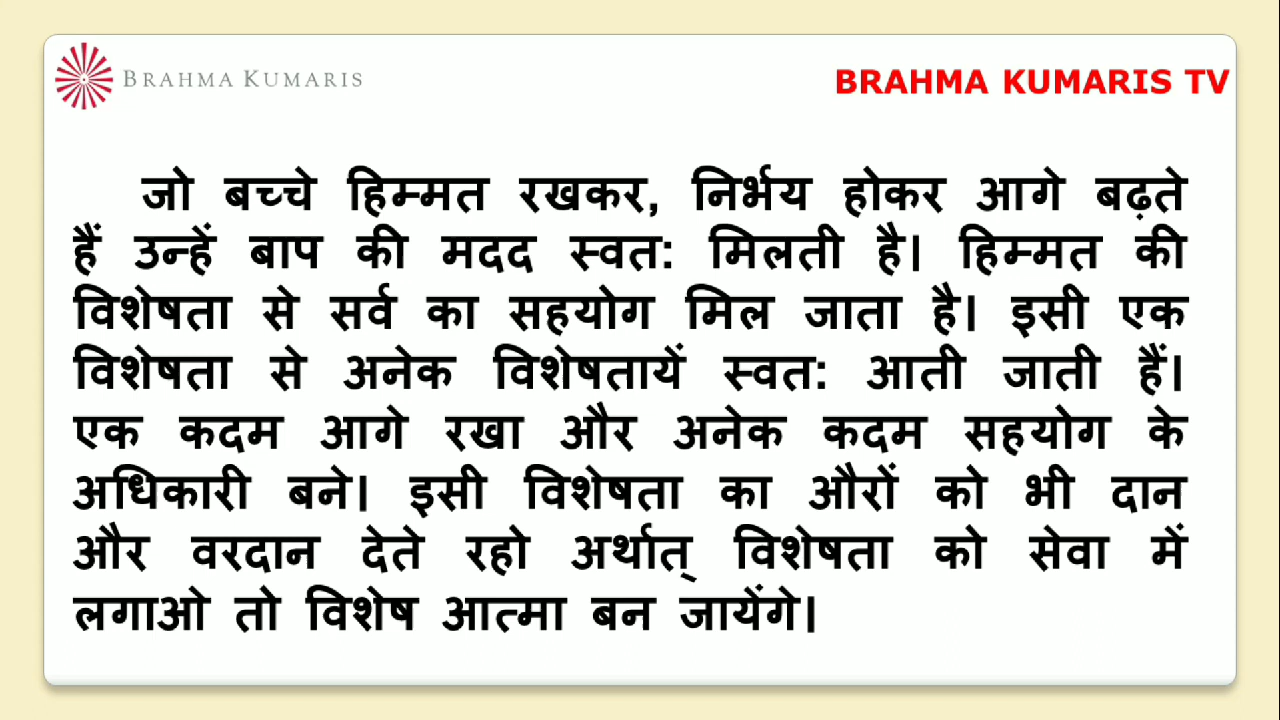 BRAHMA KUMARIS
BRAHMA KUMARIS TV
जो बच्चे हिम्मत रखकर, निर्भय होकर आगे बढ़ते
हैं उन्हें बाप की मदद स्वत: मिलती है। हिम्मत की
विशेषता से सर्व का सहयोग मिल जाता है। इसी एक
विशेषता से अनेक विशेषतायें स्वत: आती जाती हैं।
एक कदम आगे रखा और अनेक कदम सहयोग के
अधिकारी बने। इसी विशेषता का औरों को भी दान
और वरदान देते रहो अर्थात् विशेषता को सेवा में
लगाओ तो विशेष आत्मा बन जायेंगे।